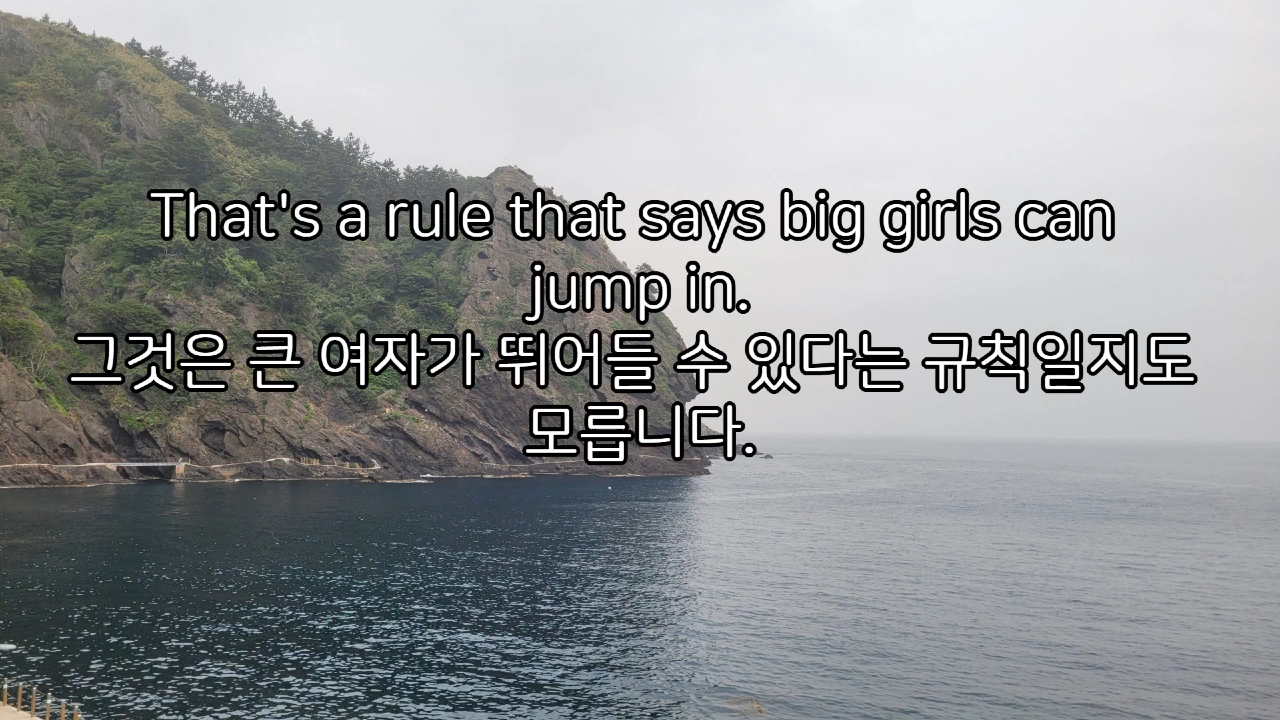 That's a rule that says big girls can
jump in.
그것은 큰 여자가 뛰어들 수 있다는 규칙일지도
모릅니다.